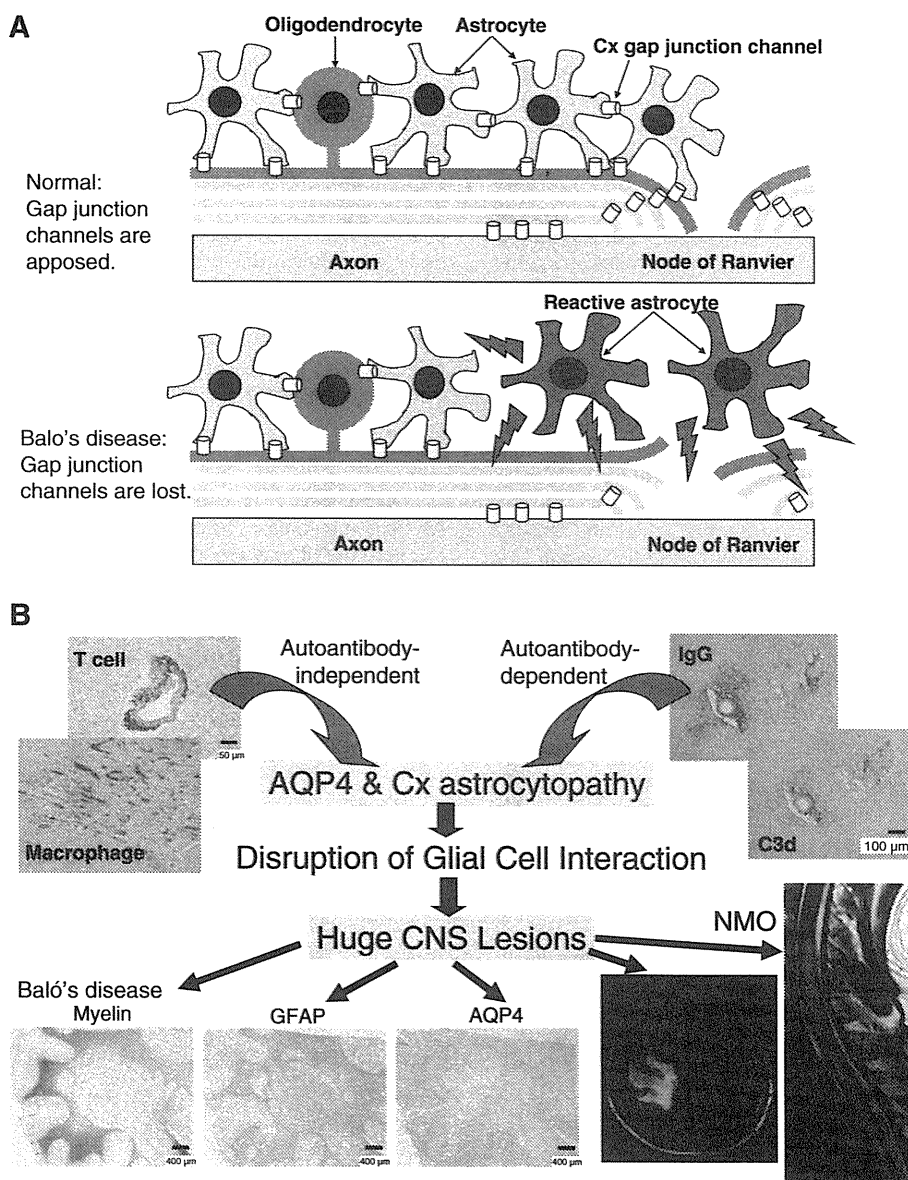 A
Oligodendrocyte
Astrocyte
Cx gap junction channel
Normal:
Gap junction
channels are
apposed.
Axon
Node of Ranvier
Reactive astrocyte
Balo's disease:
Gap junction
channels are lost.
Axon
Node of Ranvier
B
T cell
50 µm
Macrophage
Autoantibody-
independent
Autoantibody-
dependent
IgG
C3d
100 µm
AQP4 & Cx astrocytopathy
Disruption of Glial Cell Interaction
Huge CNS Lesions
NMO
Baló's disease
Myelin
GFAP
AQP4
400 µm
400 µm
400 µm